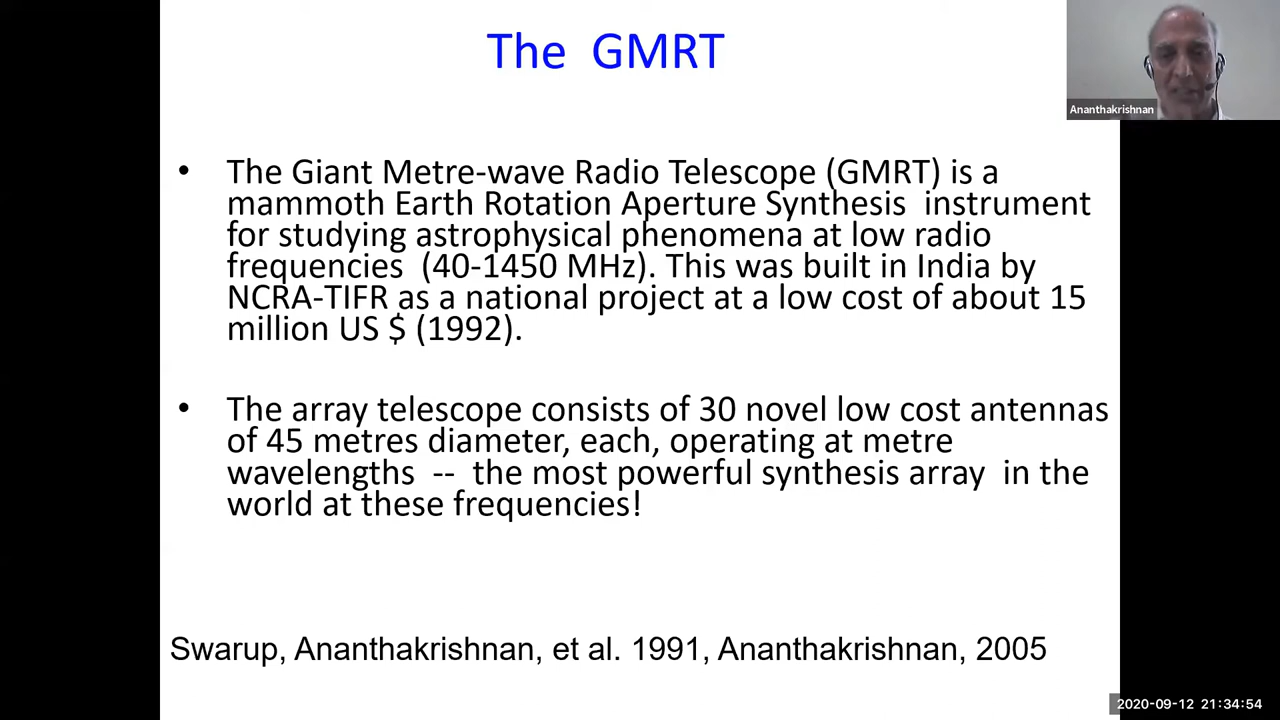 The GMRT
Ananthakrishnan
• The Giant Metre-wave Radio Telescope (GMRT) is a
mammoth Earth Rotation Aperture Synthesis instrument
for studying astrophysical phenomena at low radio
frequencies (40-1450 MHz). This was built in India by
NCRA-TIFR as a national project at a low cost of about 15
million US $ (1992).
• The array telescope consists of 30 novel low cost antennas
of 45 metres diameter, each, operating at metre
wavelengths -- the most powerful synthesis array in the
world at these frequencies!
Swarup, Ananthakrishnan, et al. 1991, Ananthakrishnan, 2005
2020-09-12 21:34:54